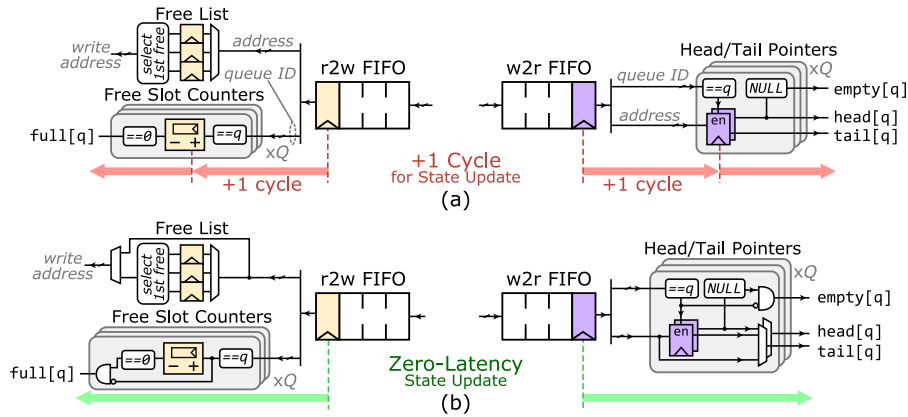 Free List
write
address
select
1st free
address
queue ID
r2w FIFO
Free Slot Counters
full[q]
==0
- +
==q
xQ
+1 cycle
w2r FIFO
queue ID
address
Head/Tail Pointers
xQ
==q
NULL
en
empty[q]
head[q]
tail[q]
+1 Cycle
for State Update
+1 cycle
(a)
Free List
write
address
select
1st free
r2w FIFO
Free Slot Counters
full[q]
==0
- +
==q
xQ
w2r FIFO
Head/Tail Pointers
xQ
==q
NULL
en
empty[q]
head[q]
tail[q]
Zero-Latency
State Update
(b)